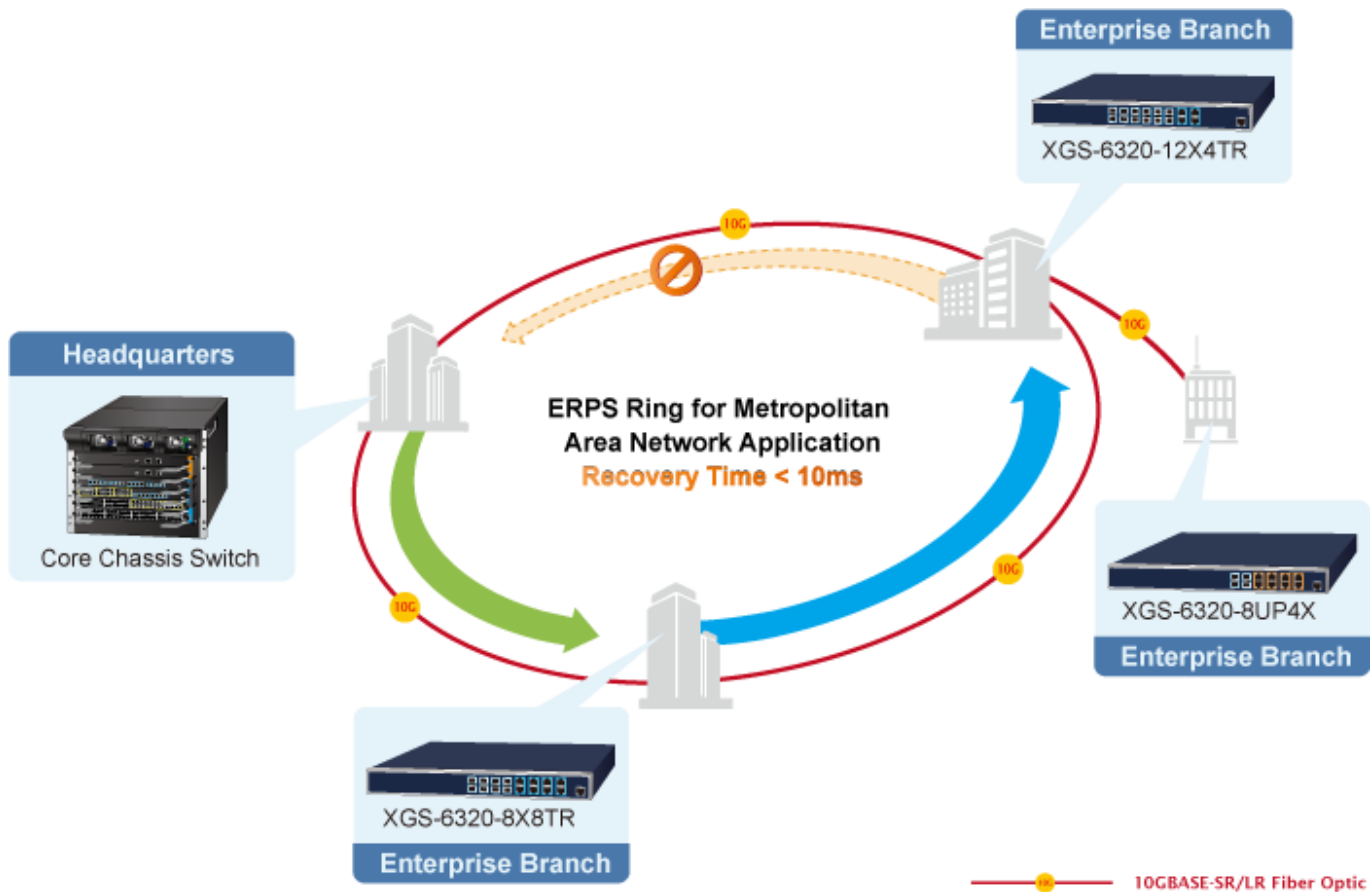 Enterprise Branch
XGS-6320-12X4TR
10G
10G
Headquarters
Core Chassis Switch
ERPS Ring for Metropolitan
Area Network Application
Recovery Time < 10ms
10G
10G
XGS-6320-8UP4X
Enterprise Branch
XGS-6320-8X8TR
Enterprise Branch
10G
10GBASE-SR/LR Fiber Optic